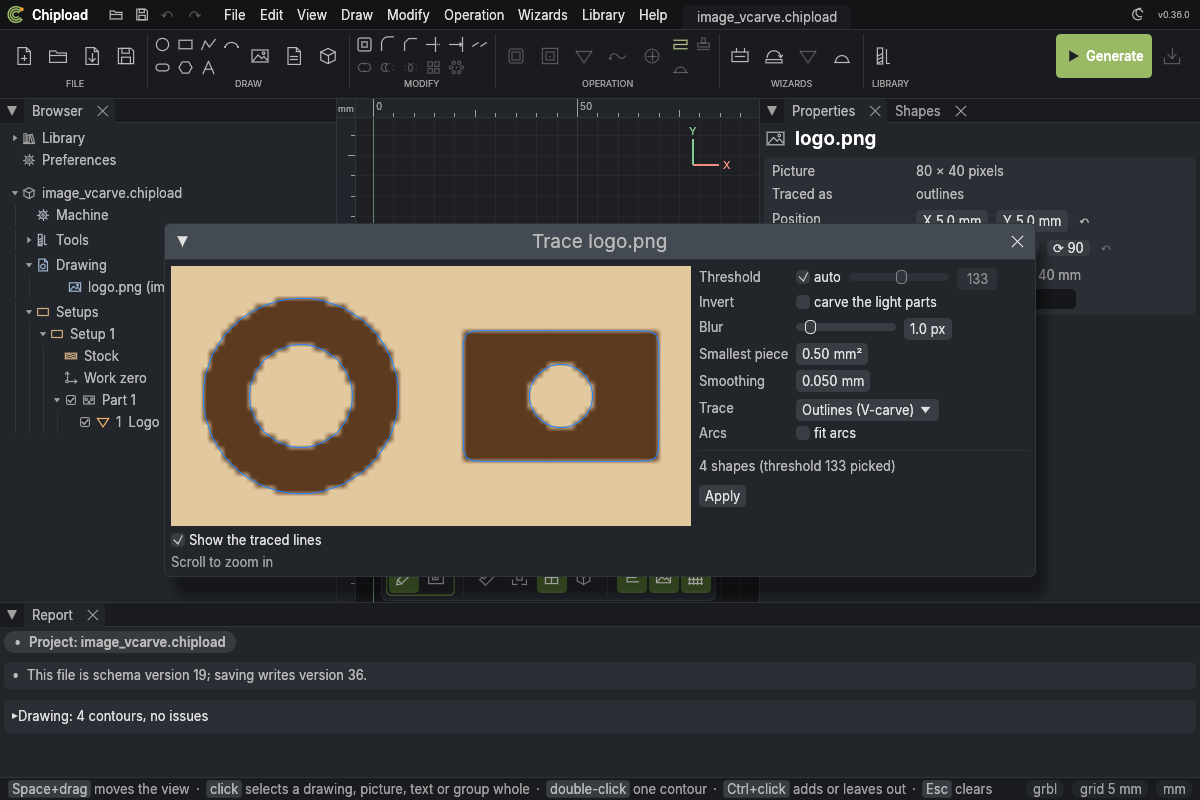 Chipload
File Edit View Draw Modify Operation Wizards Library Help
image_vcarve.chipload
v0.36.0
FILE
DRAW
MODIFY
OPERATION
WIZARDS
LIBRARY
Generate
Browser
Library
Preferences
image_vcarve.chipload
Machine
Tools
Drawing
logo.png (im
Setups
Setup 1
Stock
Work zero
Part 1
1 Logo
mm
0
50
Y
X
Properties
Shapes
logo.png
Picture 80 × 40 pixels
Traced as outlines
Position X 5.0 mm Y 5.0 mm
90
40 mm
Trace logo.png
Threshold auto 133
Invert carve the light parts
Blur 1.0 px
Smallest piece 0.50 mm²
Smoothing 0.050 mm
Trace Outlines (V-carve)
Arcs fit arcs
4 shapes (threshold 133 picked)
Apply
Show the traced lines
Scroll to zoom in
Report
• Project: image_vcarve.chipload
• This file is schema version 19; saving writes version 36.
Drawing: 4 contours, no issues
Space+drag moves the view · click selects a drawing, picture, text or group whole · double-click one contour · Ctrl+click adds or leaves out · Esc clears
grbl
grid 5 mm
mm